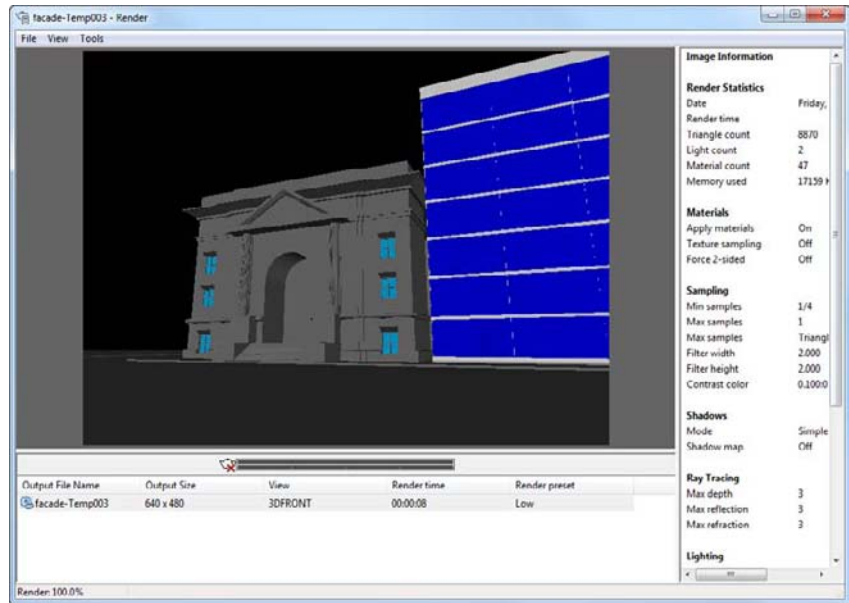 facade-Temp003 - Render
File View Tools
Image Information
Render Statistics
Date Friday,
Render time
Triangle count 8870
Light count 2
Material count 47
Memory used 17159
Materials
Apply materials On
Texture sampling Off
Force 2-sided Off
Sampling
Min samples 1/4
Max samples 1
Max samples Triangl
Filter width 2.000
Filter height 2.000
Contrast color 0.100:0
Shadows
Mode Simple
Shadow map Off
Ray Tracing
Max depth 3
Max reflection 3
Max refraction 3
Lighting
Output File Name Output Size View Render time Render preset
facade-Temp003 640 x 480 3DFRONT 00:00:08 Low
Render: 100.0%